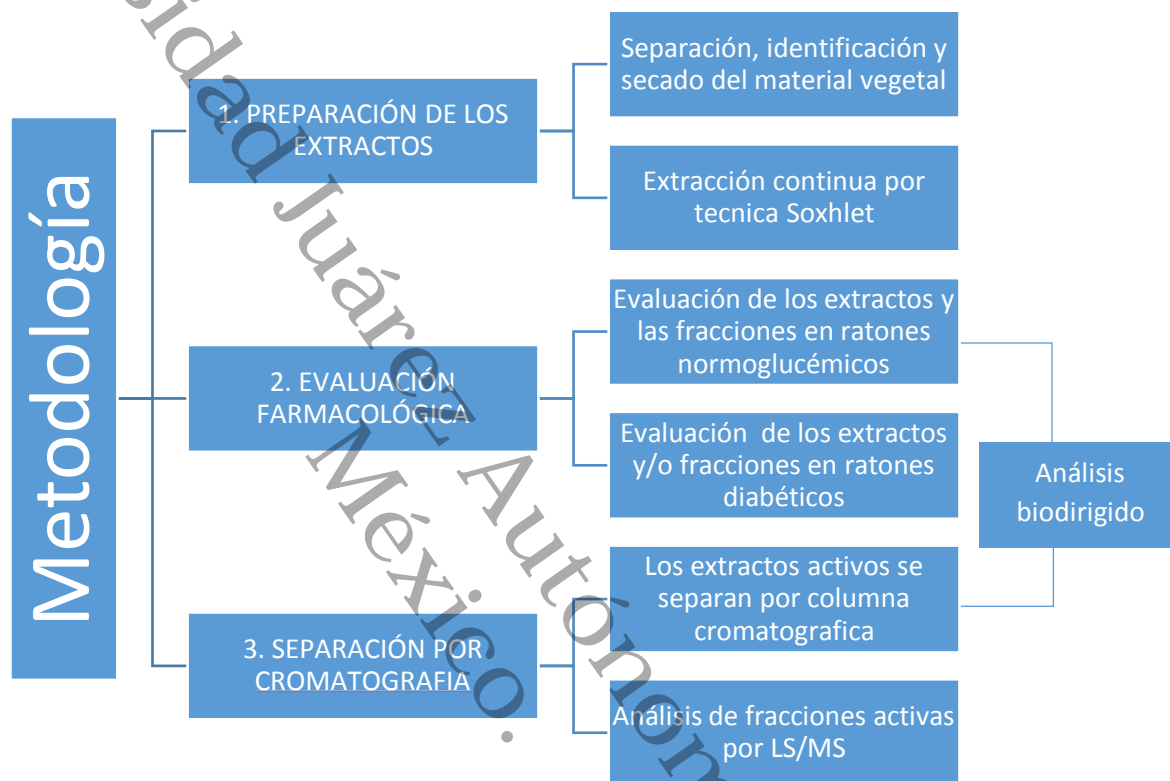 Metodología
1. PREPARACIÓN DE LOS
EXTRACTOS
Separación, identificación y
secado del material vegetal
Extracción continua por
tecnica Soxhlet
2. EVALUACIÓN
FARMACOLÓGICA
Evaluación de los extractos y
las fracciones en ratones
normoglucémicos
Evaluación de los extractos
y/o fracciones en ratones
diabéticos
Análisis
biodirigido
3. SEPARACIÓN POR
CROMATOGRAFIA
Los extractos activos se
separan por columna
cromatografica
Análisis de fracciones activas
por LS/MS
Juárez
México.